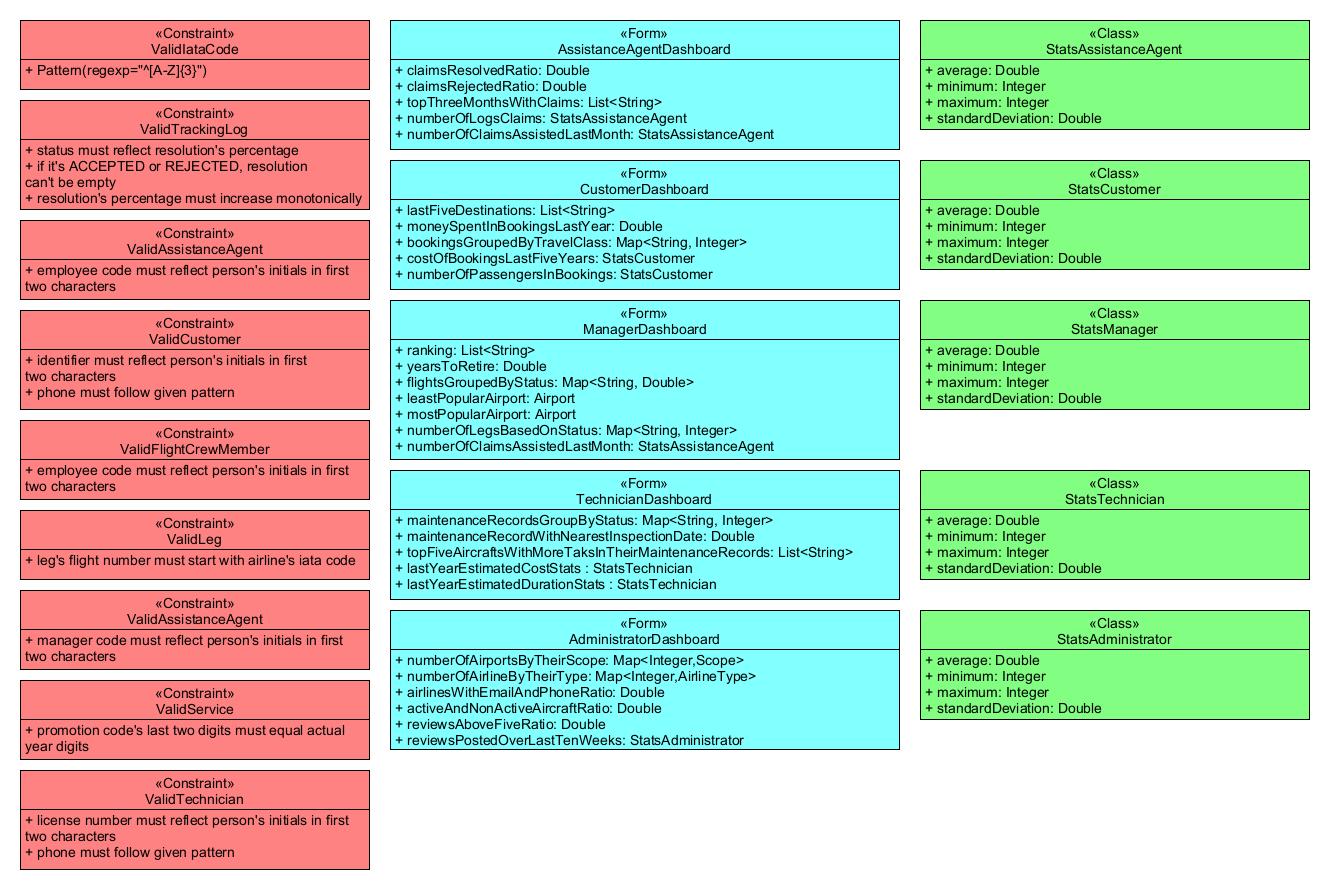 «Constraint»
ValidIataCode
+ Pattern(regexp="^[A-Z]{3}")
«Constraint»
ValidTrackingLog
+ status must reflect resolution's percentage
+ if it's ACCEPTED or REJECTED, resolution
can't be empty
+ resolution's percentage must increase monotonically
«Constraint»
ValidAssistanceAgent
+ employee code must reflect person's initials in first
two characters
«Constraint»
ValidCustomer
+ identifier must reflect person's initials in first
two characters
+ phone must follow given pattern
«Constraint»
ValidFlightCrewMember
+ employee code must reflect person's initials in first
two characters
«Constraint»
ValidLeg
+ leg's flight number must start with airline's iata code
«Constraint»
ValidAssistanceAgent
+ manager code must reflect person's initials in first
two characters
«Constraint»
ValidService
+ promotion code's last two digits must equal actual
year digits
«Constraint»
ValidTechnician
+ license number must reflect person's initials in first
two characters
+ phone must follow given pattern
«Form»
AssistanceAgentDashboard
+ claimsResolvedRatio: Double
+ claimsRejectedRatio: Double
+ topThreeMonthsWithClaims: List<String>
+ numberOfLogsClaims: StatsAssistanceAgent
+ numberOfClaimsAssistedLastMonth: StatsAssistanceAgent
«Form»
CustomerDashboard
+ lastFiveDestinations: List<String>
+ moneySpentInBookingsLastYear: Double
+ bookingsGroupedByTravelClass: Map<String, Integer>
+ costOfBookingsLastFiveYears: StatsCustomer
+ numberOfPassengersInBookings: StatsCustomer
«Form»
ManagerDashboard
+ ranking: List<String>
+ yearsToRetire: Double
+ flightsGroupedByStatus: Map<String, Double>
+ leastPopularAirport: Airport
+ mostPopularAirport: Airport
+ numberOfLegsBasedOnStatus: Map<String, Integer>
+ numberOfClaimsAssistedLastMonth: StatsAssistanceAgent
«Form»
TechnicianDashboard
+ maintenanceRecordsGroupByStatus: Map<String, Integer>
+ maintenanceRecordWithNearestInspectionDate: Double
+ topFiveAircraftsWithMoreTaksInTheirMaintenanceRecords: List<String>
+ lastYearEstimatedCostStats : StatsTechnician
+ lastYearEstimatedDurationStats : StatsTechnician
«Form»
AdministratorDashboard
+ numberOfAirportsByTheirScope: Map<Integer,Scope>
+ numberOfAirlineByTheirType: Map<Integer,AirlineType>
+ airlinesWithEmailAndPhoneRatio: Double
+ activeAndNonActiveAircraftRatio: Double
+ reviewsAboveFiveRatio: Double
+ reviewsPostedOverLastTenWeeks: StatsAdministrator
«Class»
StatsAssistanceAgent
+ average: Double
+ minimum: Integer
+ maximum: Integer
+ standardDeviation: Double
«Class»
StatsCustomer
+ average: Double
+ minimum: Integer
+ maximum: Integer
+ standardDeviation: Double
«Class»
StatsManager
+ average: Double
+ minimum: Integer
+ maximum: Integer
+ standardDeviation: Double
«Class»
StatsTechnician
+ average: Double
+ minimum: Integer
+ maximum: Integer
+ standardDeviation: Double
«Class»
StatsAdministrator
+ average: Double
+ minimum: Integer
+ maximum: Integer
+ standardDeviation: Double